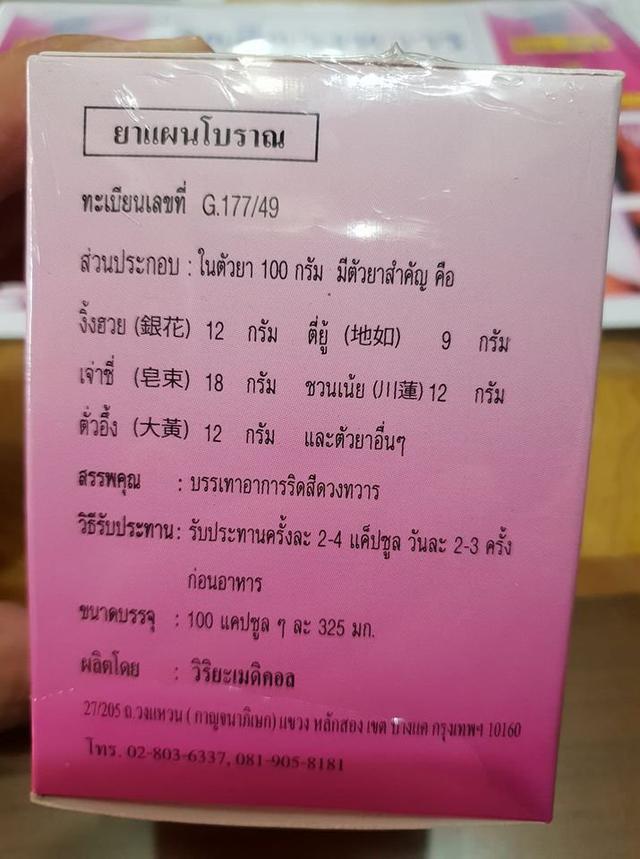 ยาแผนโบราณ
ทะเบียนเลขที่ G.177/49
ส่วนประกอบ : ในตัวยา 100 กรัม มีตัวยาสำคัญ คือ
งิ้งฮวย (銀花) 12 กรัม ตี่ยู้ (地如) 9 กรัม
เจ่าซี่ (皂束) 18 กรัม ชวนเน้ย (川蓮) 12 กรัม
ตั่วอึ้ง (大黃) 12 กรัม และตัวยาอื่นๆ
สรรพคุณ : บรรเทาอาการริดสีดวงทวาร
วิธีรับประทาน : รับประทานครั้งละ 2-4 แค็ปซูล วันละ 2-3 ครั้ง
ก่อนอาหาร
ขนาดบรรจุ : 100 แคปซูล ๆ ละ 325 มก.
ผลิตโดย : วิริยะเมดิคอล
27/205 ถ.วงแหวน ( กาญจนาภิเษก) แขวง หลักสอง เขต บางแค กรุงเทพฯ 10160
โทร. 02-803-6337, 081-905-8181